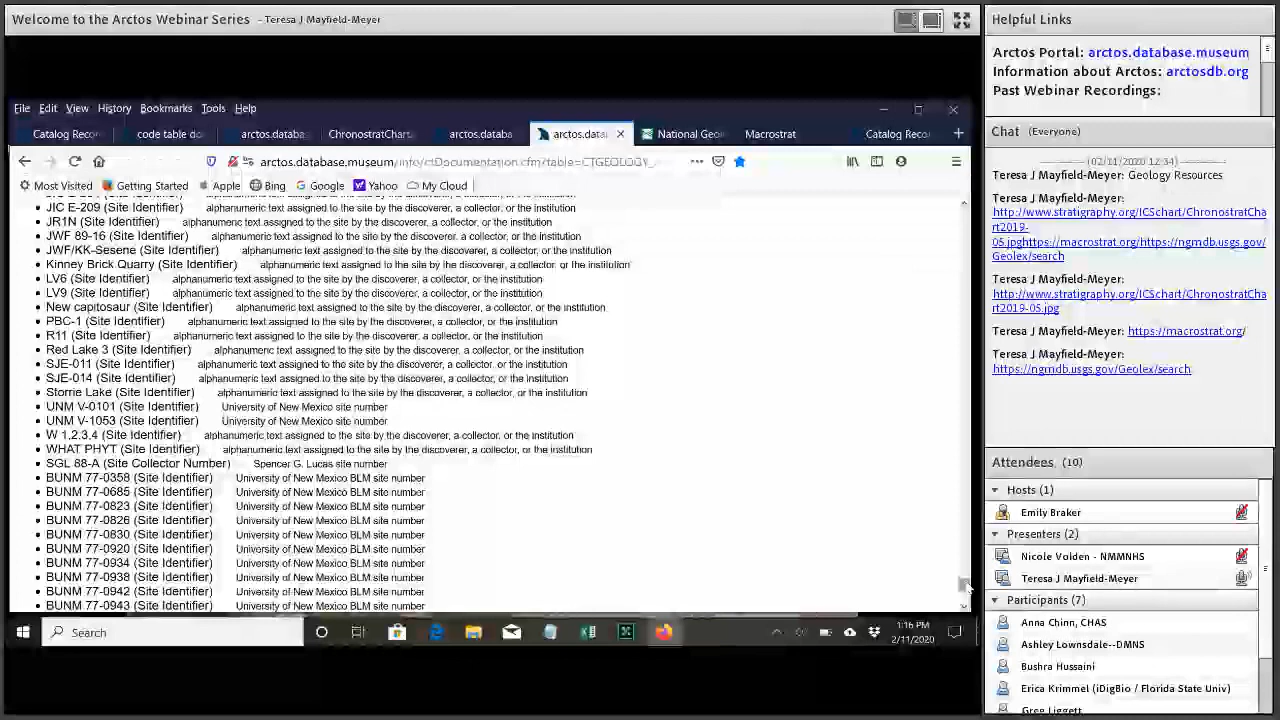 Welcome to the Arctos Webinar Series - Teresa J Mayfield-Meyer
File Edit View History Bookmarks Tools Help
Catalog Reco code table do arctos.databa ChronostratChart arctos.databa arctos.data National Geo Macrostrat Catalog Reco
arctos.database.museum/info/ctDocumentation.cfm?table=CTGEOLOGY_
Most Visited Getting Started Apple Bing Google Yahoo My Cloud
JIC E-209 (Site Identifier) alphanumeric text assigned to the site by the discoverer, a collector, or the institution
JR1N (Site Identifier) alphanumeric text assigned to the site by the discoverer, a collector, or the institution
JWF 89-16 (Site Identifier) alphanumeric text assigned to the site by the discoverer, a collector, or the institution
JWF/KK-Sesene (Site Identifier) alphanumeric text assigned to the site by the discoverer, a collector, or the institution
Kinney Brick Quarry (Site Identifier) alphanumeric text assigned to the site by the discoverer, a collector, or the institution
LV6 (Site Identifier) alphanumeric text assigned to the site by the discoverer, a collector, or the institution
LV9 (Site Identifier) alphanumeric text assigned to the site by the discoverer, a collector, or the institution
New capitosaur (Site Identifier) alphanumeric text assigned to the site by the discoverer, a collector, or the institution
PBC-1 (Site Identifier) alphanumeric text assigned to the site by the discoverer, a collector, or the institution
R11 (Site Identifier) alphanumeric text assigned to the site by the discoverer, a collector, or the institution
Red Lake 3 (Site Identifier) alphanumeric text assigned to the site by the discoverer, a collector, or the institution
SJE-011 (Site Identifier) alphanumeric text assigned to the site by the discoverer, a collector, or the institution
SJE-014 (Site Identifier) alphanumeric text assigned to the site by the discoverer, a collector, or the institution
Storrie Lake (Site Identifier) alphanumeric text assigned to the site by the discoverer, a collector, or the institution
UNM V-0101 (Site Identifier) University of New Mexico site number
UNM V-1053 (Site Identifier) University of New Mexico site number
W 1,2,3,4 (Site Identifier) alphanumeric text assigned to the site by the discoverer, a collector, or the institution
WHAT PHYT (Site Identifier) alphanumeric text assigned to the site by the discoverer, a collector, or the institution
SGL 88-A (Site Collector Number) Spencer G. Lucas site number
BUNM 77-0358 (Site Identifier) University of New Mexico BLM site number
BUNM 77-0685 (Site Identifier) University of New Mexico BLM site number
BUNM 77-0823 (Site Identifier) University of New Mexico BLM site number
BUNM 77-0826 (Site Identifier) University of New Mexico BLM site number
BUNM 77-0830 (Site Identifier) University of New Mexico BLM site number
BUNM 77-0920 (Site Identifier) University of New Mexico BLM site number
BUNM 77-0934 (Site Identifier) University of New Mexico BLM site number
BUNM 77-0938 (Site Identifier) University of New Mexico BLM site number
BUNM 77-0942 (Site Identifier) University of New Mexico BLM site number
BUNM 77-0943 (Site Identifier) University of New Mexico BLM site number
Search
1:16 PM
2/11/2020
Helpful Links
Arctos Portal: arctos.database.museum
Information about Arctos: arctosdb.org
Past Webinar Recordings:
Chat (Everyone)
(02/11/2020 12:34)
Teresa J Mayfield-Meyer: Geology Resources
Teresa J Mayfield-Meyer:
http://www.stratigraphy.org/ICSchart/ChronostratCha
rt2019-
05.jpghttps://macrostrat.org/https://ngmdb.usgs.gov/
Geolex/search
Teresa J Mayfield-Meyer:
http://www.stratigraphy.org/ICSchart/ChronostratCha
rt2019-05.jpg
Teresa J Mayfield-Meyer: https://macrostrat.org/
Teresa J Mayfield-Meyer:
https://ngmdb.usgs.gov/Geolex/search
Attendees (10)
Hosts (1)
Emily Braker
Presenters (2)
Nicole Volden - NMMNHS
Teresa J Mayfield-Meyer
Participants (7)
Anna Chinn, CHAS
Ashley Lownsdale--DMNS
Bushra Hussaini
Erica Krimmel (iDigBio / Florida State Univ)
Greg Liggett